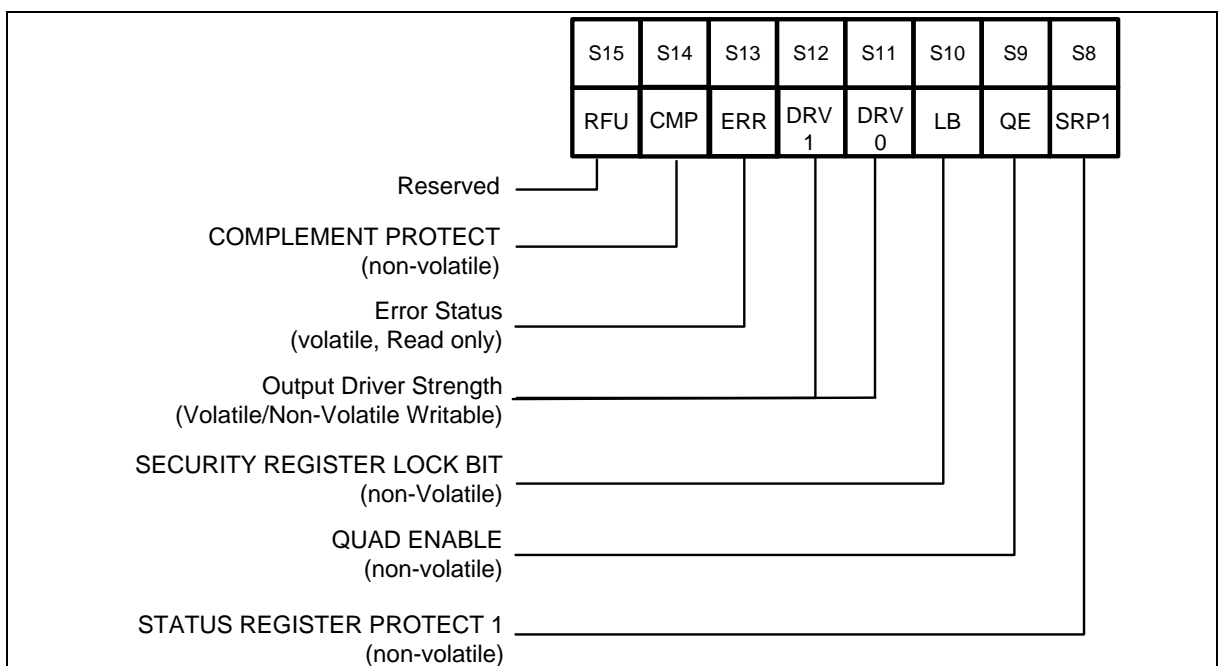 S15 S14 S13 S12 S11 S10 S9 S8
RFU CMP ERR DRV 1 DRV 0 LB QE SRP1
Reserved
COMPLEMENT PROTECT
(non-volatile)
Error Status
(volatile, Read only)
Output Driver Strength
(Volatile/Non-Volatile Writable)
SECURITY REGISTER LOCK BIT
(non-Volatile)
QUAD ENABLE
(non-volatile)
STATUS REGISTER PROTECT 1
(non-volatile)